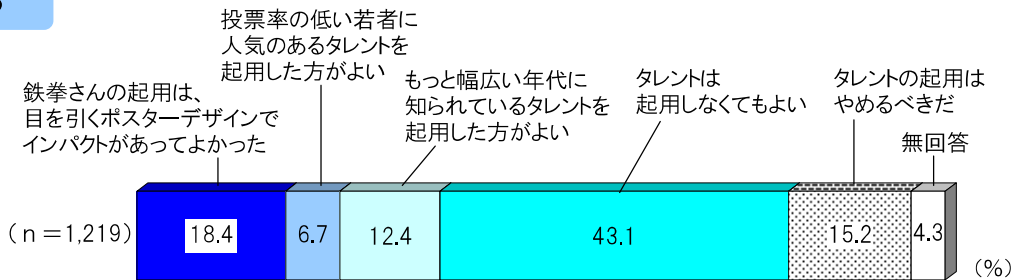 投票率の低い若者に
人気のあるタレントを
起用した方がよい
鉄拳さんの起用は、
目を引くポスターデザインで
インパクトがあってよかった
もっと幅広い年代に
知られているタレントを
起用した方がよい
タレントは
起用しなくてもよい
タレントの起用は
やめるべきだ
無回答
(n=1,219)
18.4
6.7
12.4
43.1
15.2
4.3
(%)